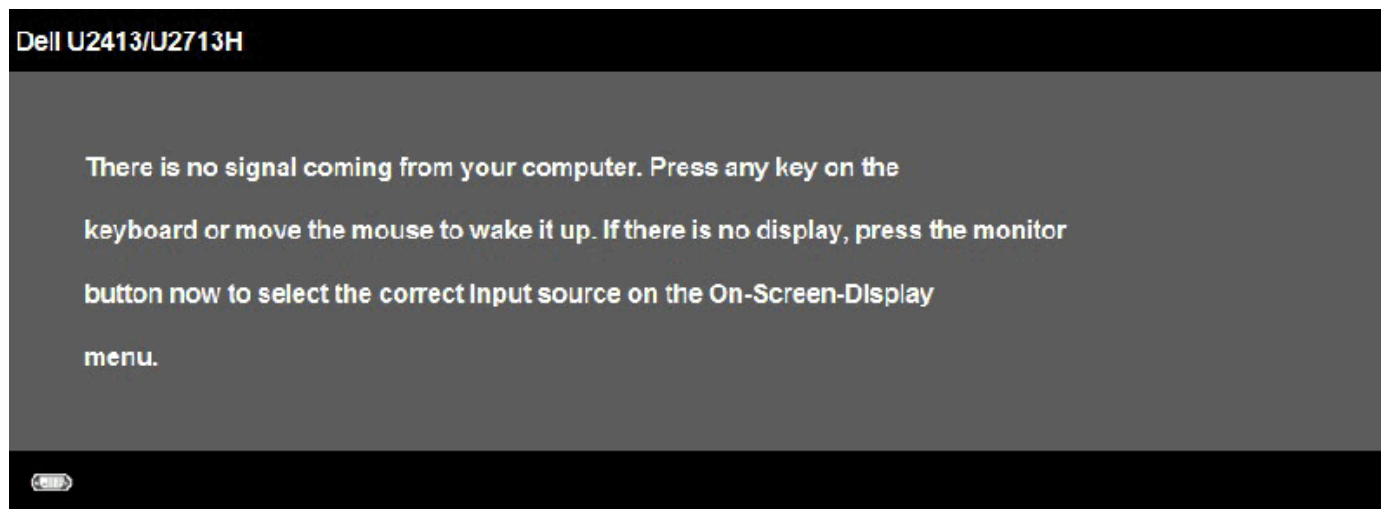 Dell U2413/U2713H
There is no signal coming from your computer. Press any key on the
keyboard or move the mouse to wake it up. If there is no display, press the monitor
button now to select the correct input source on the On-Screen-Display
menu.